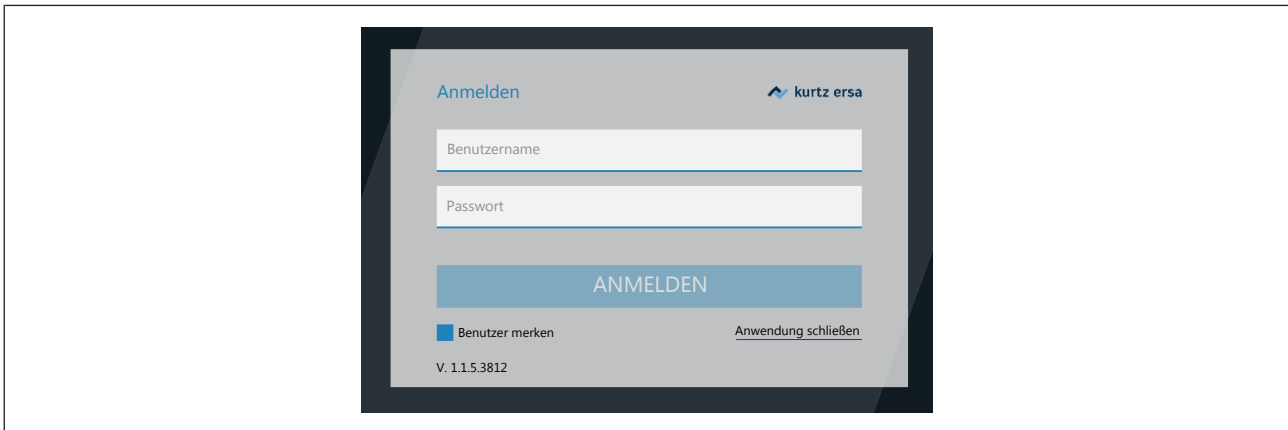 Anmelden
kurtz ersa
Benutzername
Passwort
ANMELDEN
Benutzer merken
Anwendung schließen
V. 1.1.5.3812